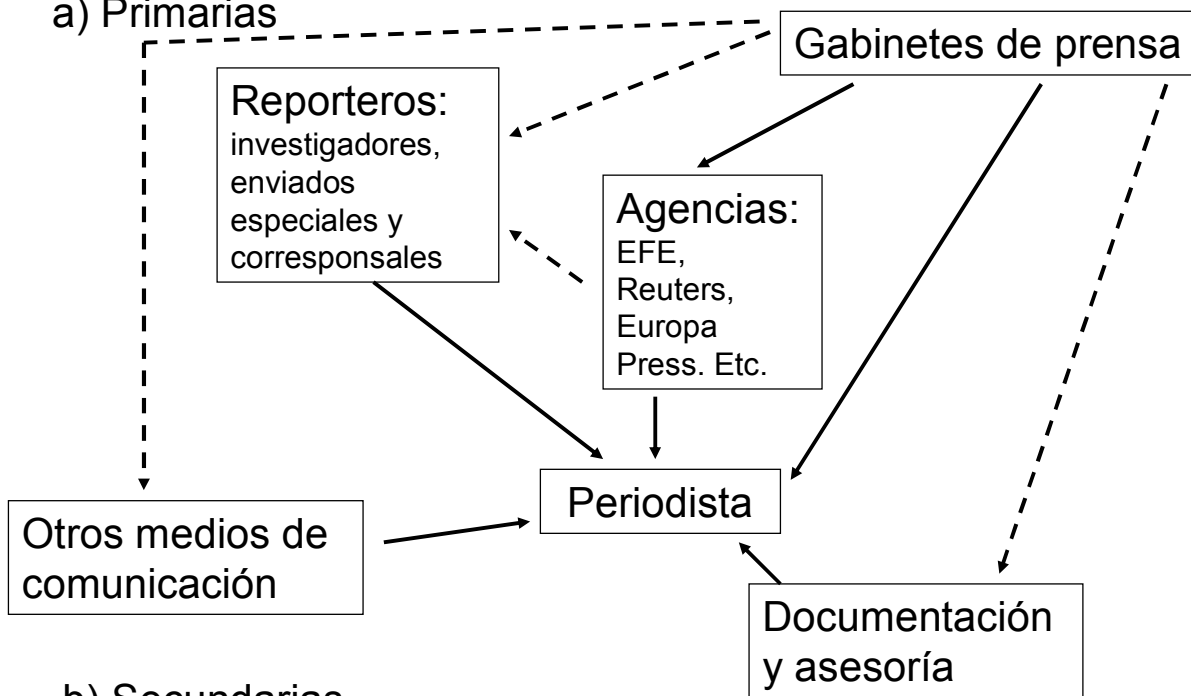 a) Primarias
Gabinetes de prensa
Reporteros:
investigadores,
enviados
especiales y
corresponsales
Agencias:
EFE,
Reuters,
Europa
Press. Etc.
Periodista
Otros medios de
comunicación
Documentación
y asesoría
b) Secundarias